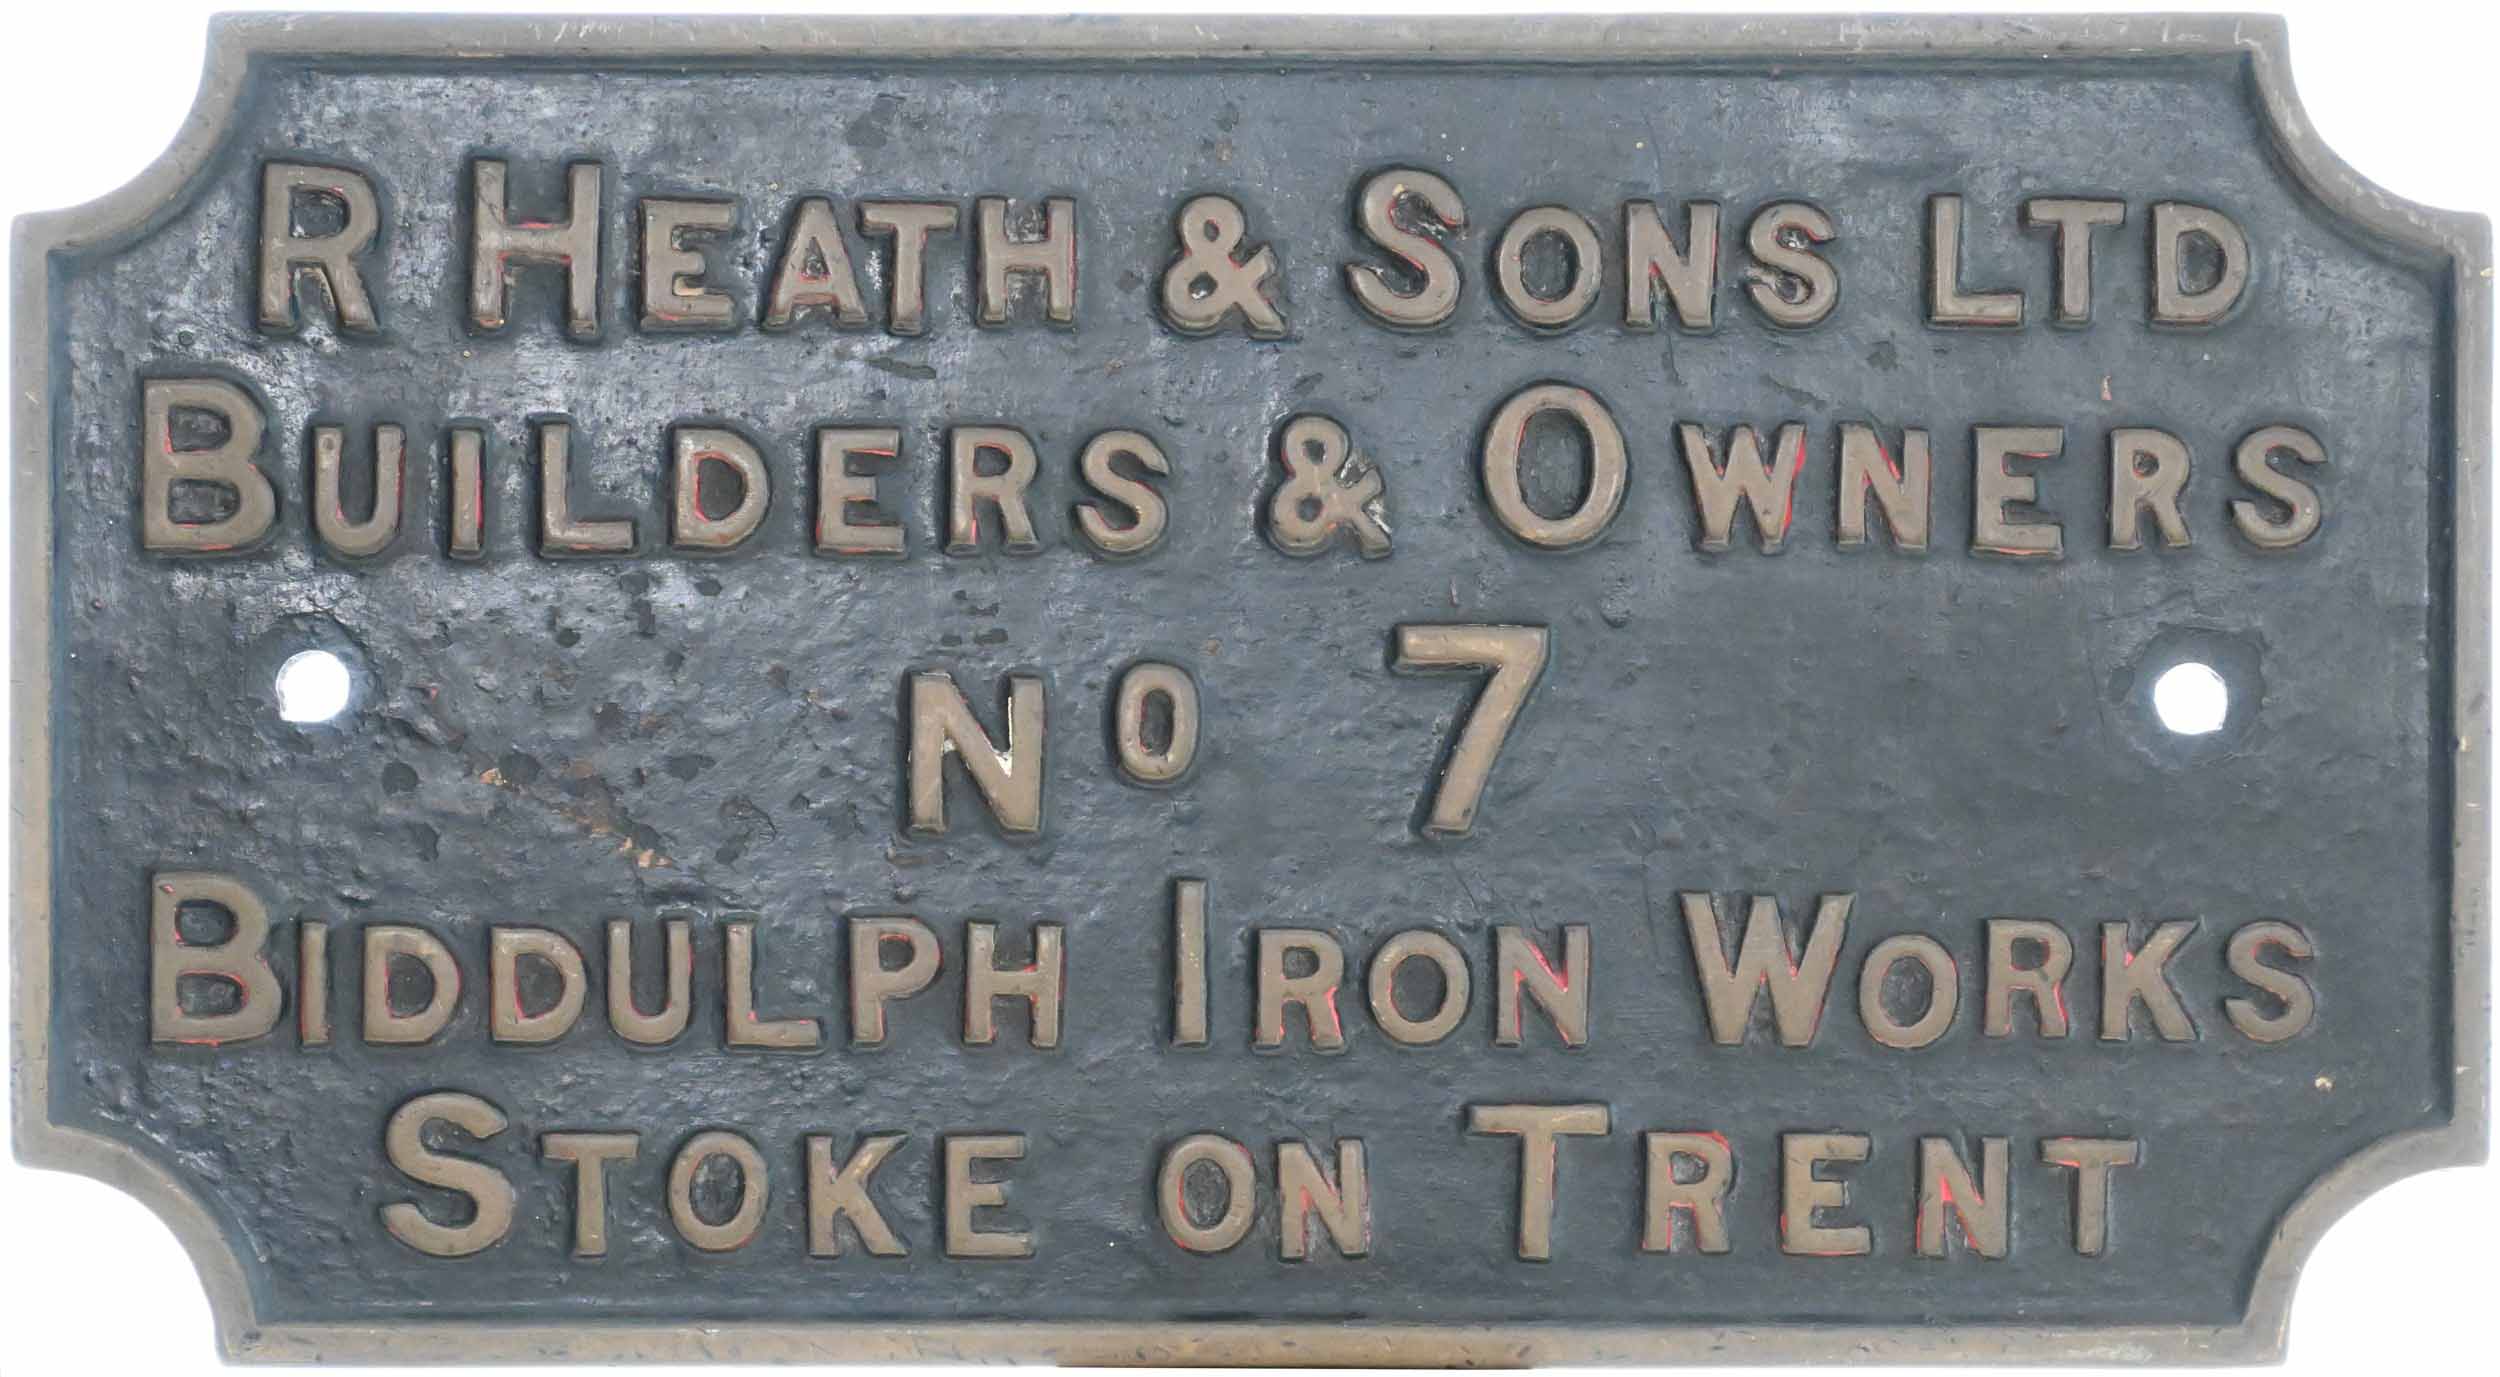 R HEATH & SONS LTD
BUILDERS & OWNERS
Nº 7
BIDDULPH IRON WORKS
STOKE ON TRENT